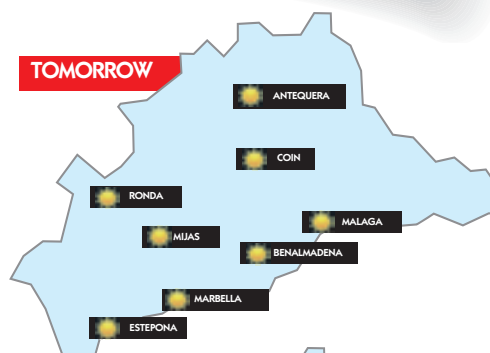 TOMORROW
ANTEQUERA
COIN
RONDA
MALAGA
MIJAS
BENALMADENA
MARBELLA
ESTEPONA